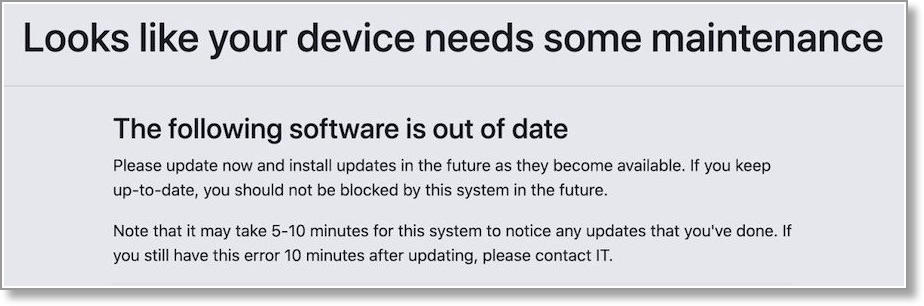 Looks like your device needs some maintenance
The following software is out of date
Please update now and install updates in the future as they become available. If you keep
up-to-date, you should not be blocked by this system in the future.
Note that it may take 5-10 minutes for this system to notice any updates that you've done. If
you still have this error 10 minutes after updating, please contact IT.